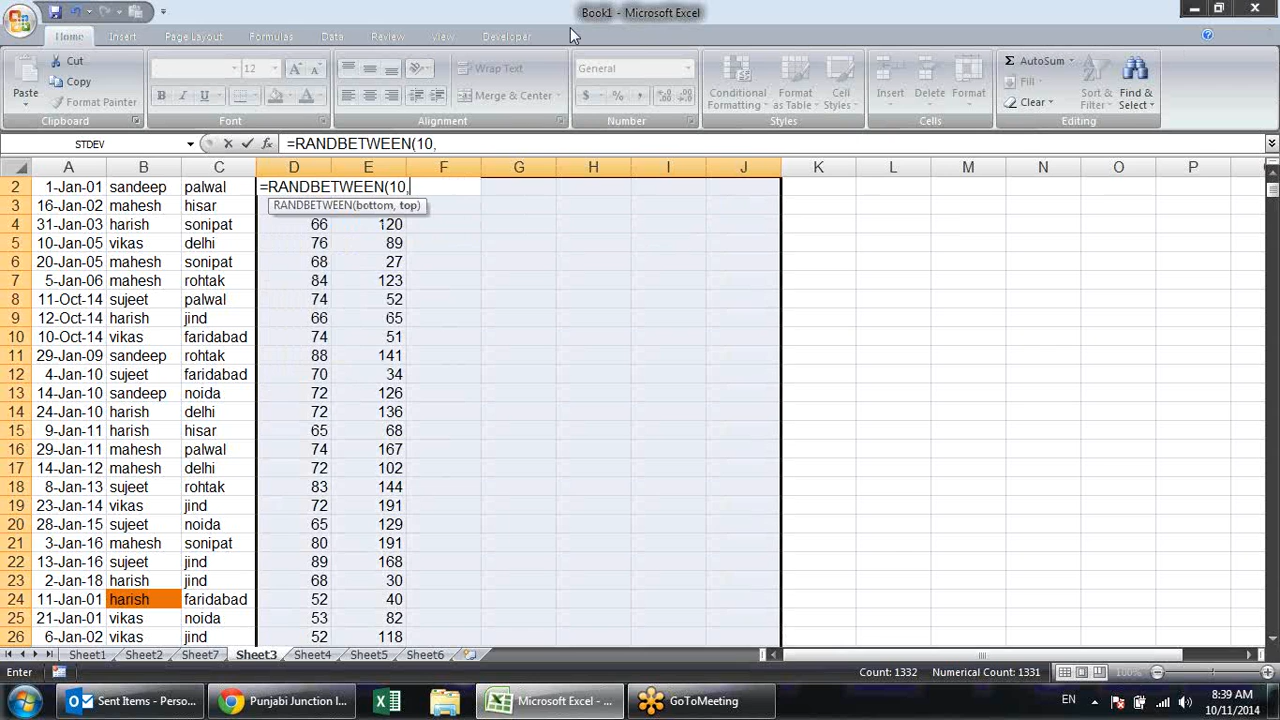 Book1 - Microsoft Excel
Home Insert Page Layout Formulas Data Review View Developer
Paste Cut Copy Format Painter Clipboard
12 B I U Font
Wrap Text Merge & Center Alignment
General $ % , Number
Conditional Formatting Format as Table Cell Styles Styles
Insert Delete Format Cells
Σ AutoSum Fill Clear Sort & Filter Find & Select Editing
STDEV fx =RANDBETWEEN(10,
A B C D E F G H I J K L M N O P
2 1-Jan-01 sandeep palwal =RANDBETWEEN(10,
RANDBETWEEN(bottom, top)
3 16-Jan-02 mahesh hisar
4 31-Jan-03 harish sonipat 66 120
5 10-Jan-05 vikas delhi 76 89
6 20-Jan-05 mahesh sonipat 68 27
7 5-Jan-06 mahesh rohtak 84 123
8 11-Oct-14 sujeet palwal 74 52
9 12-Oct-14 harish jind 66 65
10 10-Oct-14 vikas faridabad 74 51
11 29-Jan-09 sandeep rohtak 88 141
12 4-Jan-10 sujeet faridabad 70 34
13 14-Jan-10 sandeep noida 72 126
14 24-Jan-10 harish delhi 72 136
15 9-Jan-11 harish hisar 65 68
16 29-Jan-11 mahesh palwal 74 167
17 14-Jan-12 mahesh delhi 72 102
18 8-Jan-13 sujeet rohtak 83 144
19 23-Jan-14 vikas jind 72 191
20 28-Jan-15 sujeet noida 65 129
21 3-Jan-16 mahesh sonipat 80 191
22 13-Jan-16 sujeet jind 89 168
23 2-Jan-18 harish jind 68 30
24 11-Jan-01 harish faridabad 52 40
25 21-Jan-01 vikas noida 53 82
26 6-Jan-02 vikas jind 52 118
Sheet1 Sheet2 Sheet7 Sheet3 Sheet4 Sheet5 Sheet6
Enter Count: 1332 Numerical Count: 1331 100%
Sent Items - Perso... Punjabi Junction I... Microsoft Excel - ... GoToMeeting EN 8:39 AM
10/11/2014